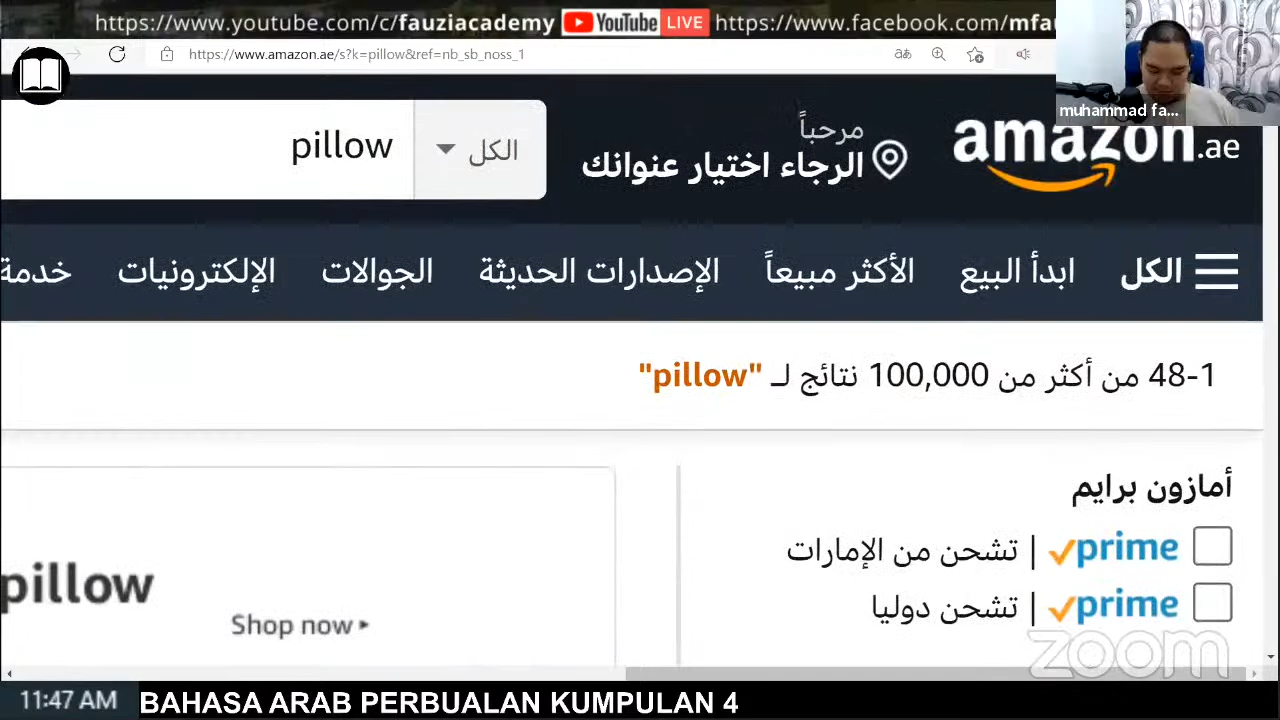 https://www.youtube.com/c/fauziacademy YouTube LIVE https://www.facebook.com/mfau
https://www.amazon.ae/s?k=pillow&ref=nb_sb_noss_1
muhammad fa...
amazon.ae
مرحباً
الرجاء اختيار عنوانك
الكل
pillow
الكل ابدأ البيع الأكثر مبيعاً الإصدارات الحديثة الجوالات الإلكترونيات خدمة
48-1 من أكثر من 100,000 نتائج لـ "pillow"
أمازون برايم
prime | تشحن من الإمارات
prime | تشحن دوليا
pillow
Shop now
zoom
11:47 AM BAHASA ARAB PERBUALAN KUMPULAN 4